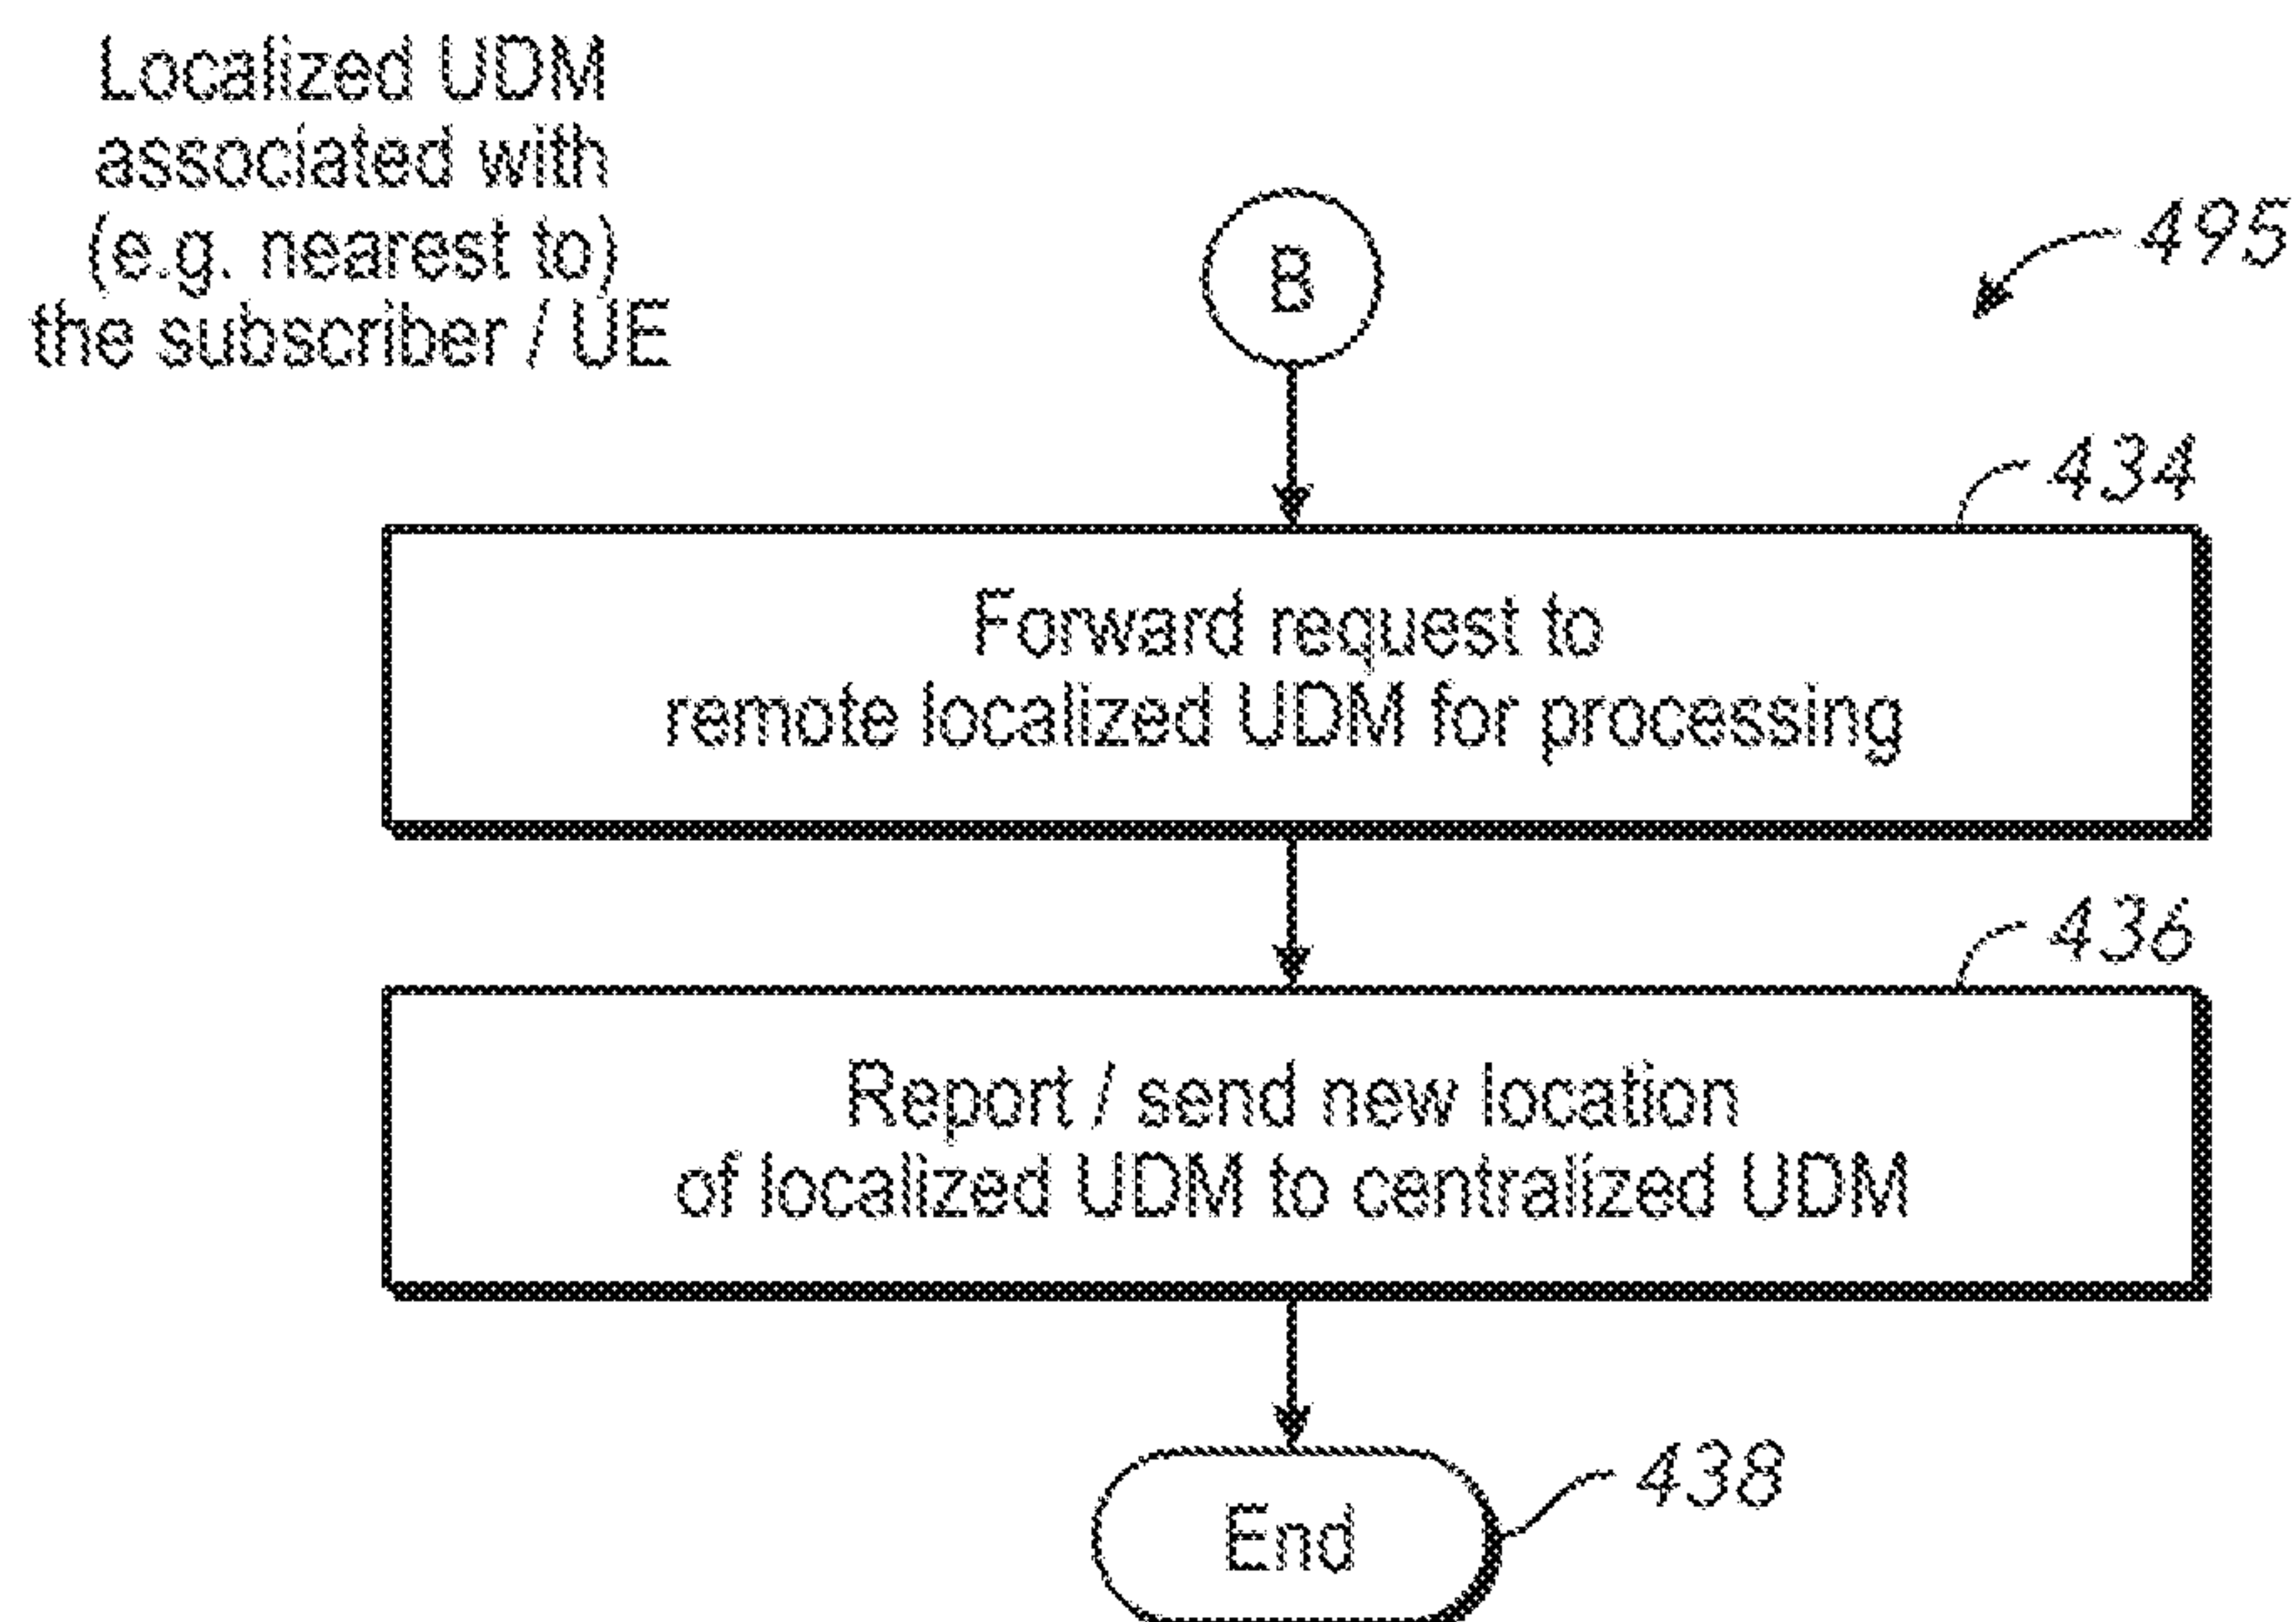 Localized UDM
associated with
(e.g. nearest to)
the subscriber / UE
B
495
434
Forward request to
remote localized UDM for processing
436
Report / send new location
of localized UDM to centralized UDM
End
438